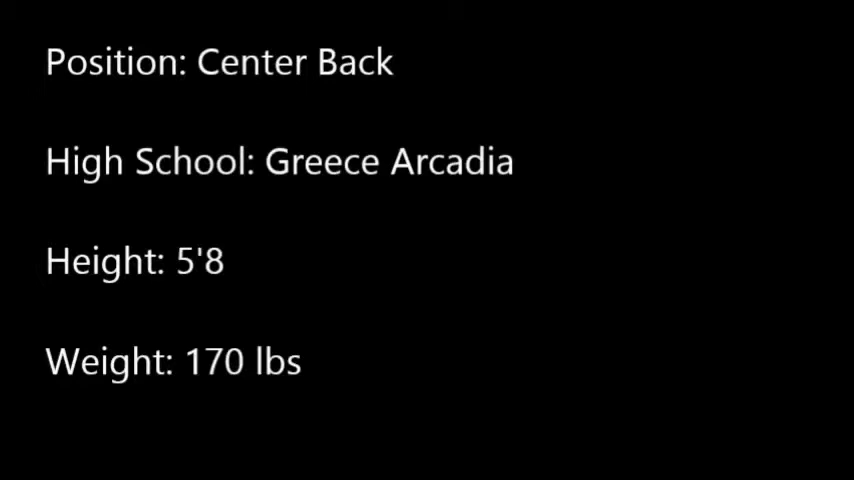 Position: Center Back
High School: Greece Arcadia
Height: 5'8
Weight: 170 lbs